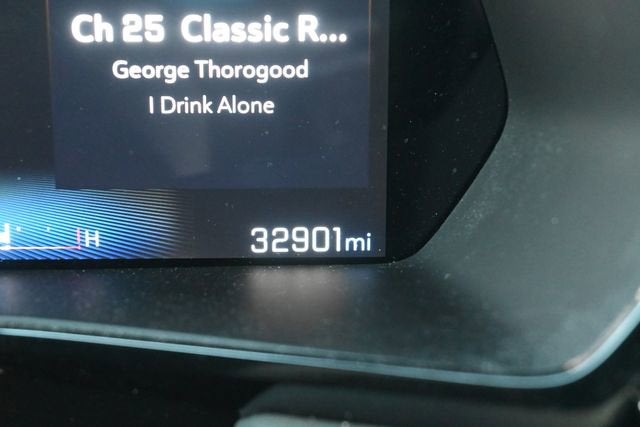 Ch 25 Classic R...
George Thorogood
I Drink Alone
H
32901mi